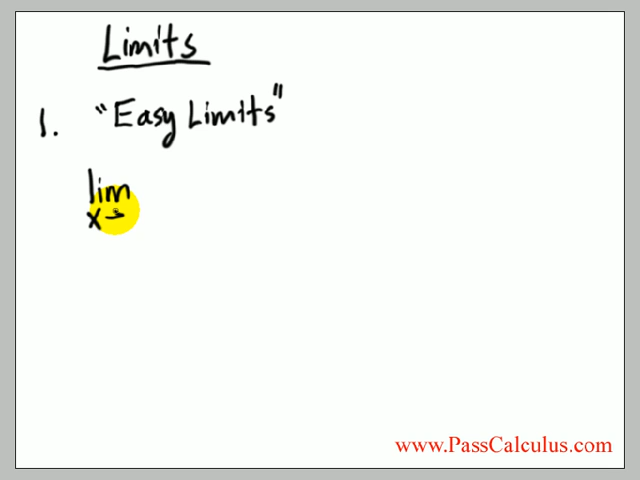 Limits
1. "Easy Limits"
lim
x→
www.PassCalculus.com